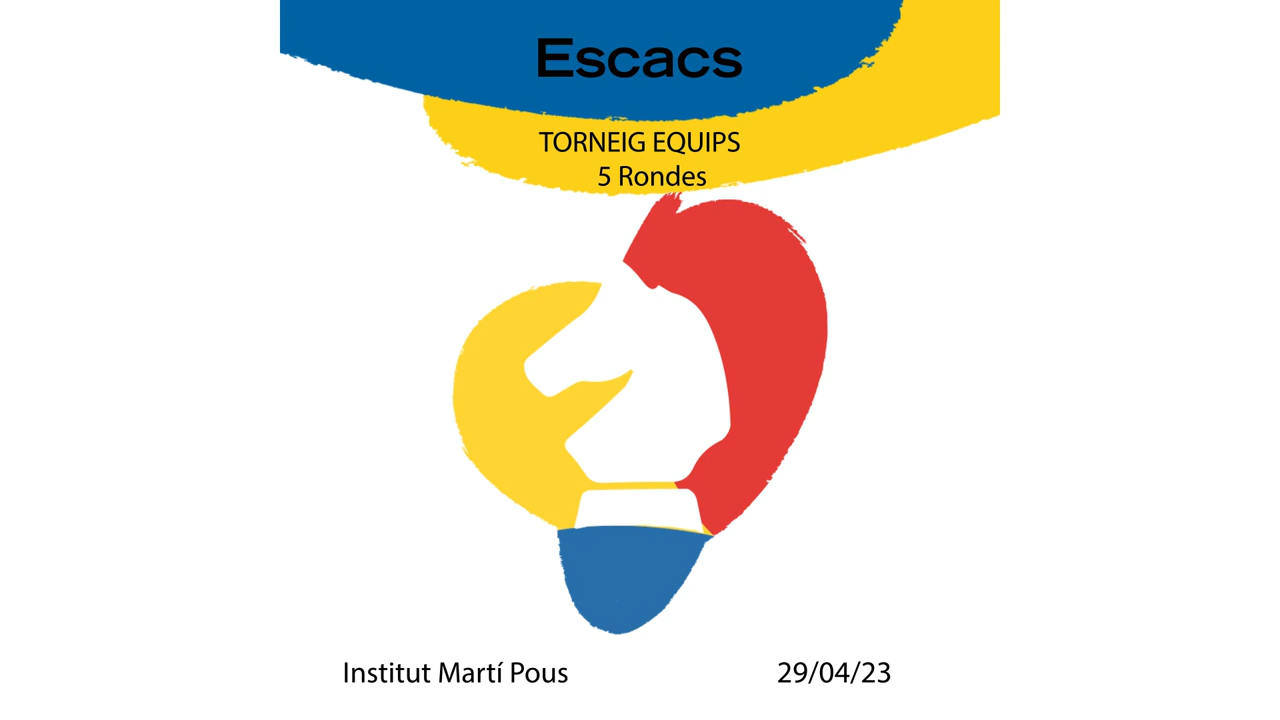 Escacs
TORNEIG EQUIPS
5 Rondes
Institut Martí Pous
29/04/23